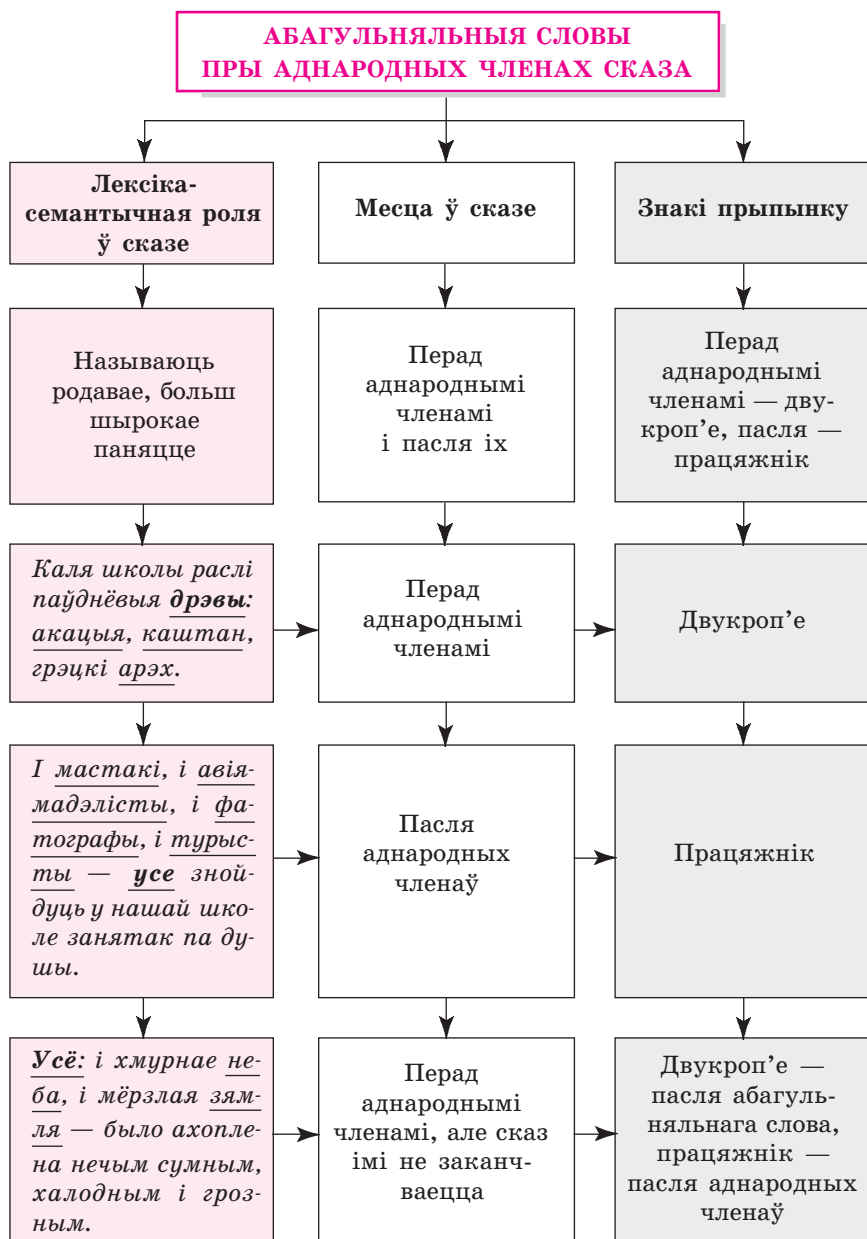 АБАГУЛЬНЯЛЬНЫЯ СЛОВЫ
ПРЫ АДНАРОДНЫХ ЧЛЕНАХ СКАЗА
Лексіка-
семантычная роля
ў сказе
Месца ў сказе
Знакі прыпынку
Называюць
родавае, больш
шырокае
паняцце
Перад
аднароднымі
членамі
і пасля іх
Перад
аднароднымі
членамі — дву-
кроп’е, пасля —
працяжнік
Каля школы раслі
паўднёвыя дрэвы:
акацыя, каштан,
грэцкі арэх.
Перад
аднароднымі
членамі
Двукроп’е
І мастакі, і авія-
мадэлісты, і фа-
тографы, і турыс-
ты — усе зной-
дуць у нашай шко-
ле занятак па ду-
шы.
Пасля
аднародных
членаў
Працяжнік
Усё: і хмурнае не-
ба, і мёрзлая зям-
ля — было ахопле-
на нечым сумным,
халодным і гроз-
ным.
Перад
аднароднымі
членамі, але сказ
імі не заканч-
ваецца
Двукроп’е —
пасля абагуль-
няльнага слова,
працяжнік —
пасля аднародных
членаў